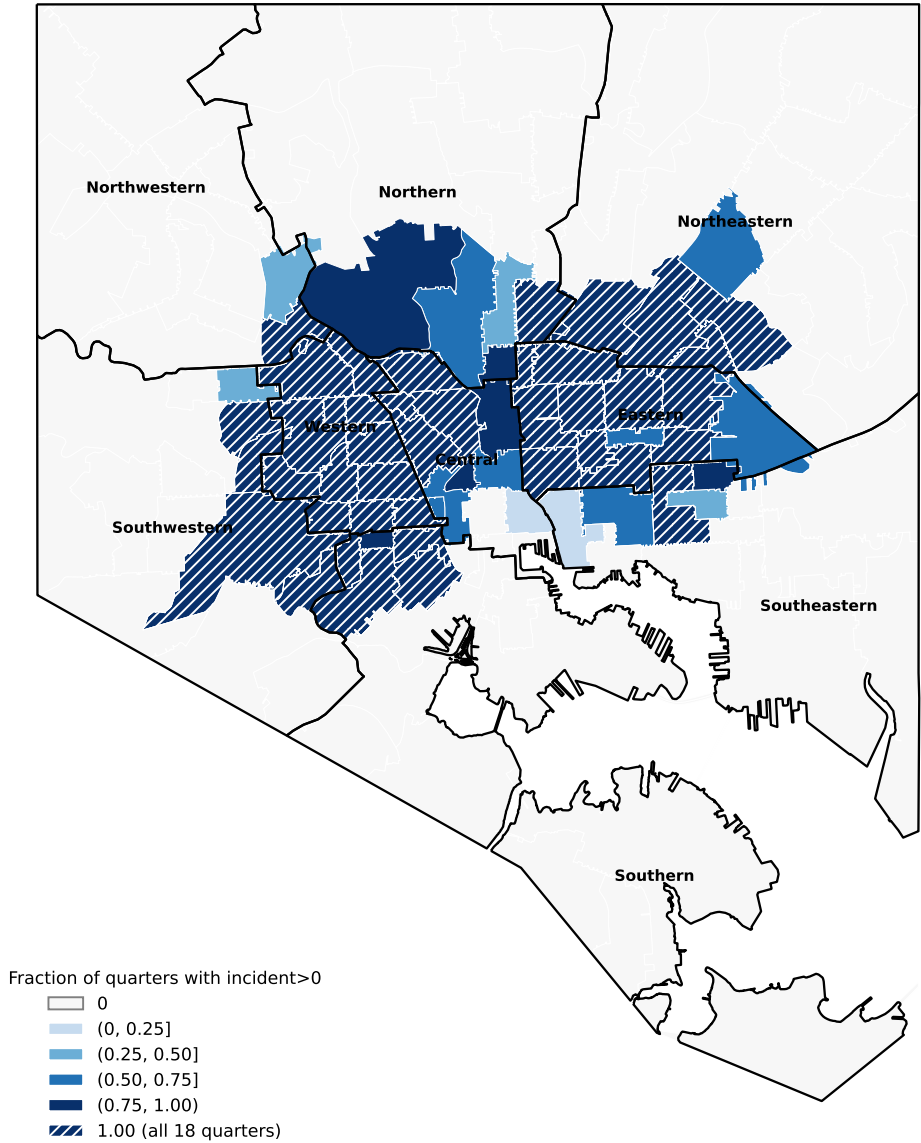 Northwestern
Northern
Northeastern
Western
Eastern
Central
Southwestern
Southeastern
Southern
Fraction of quarters with incident>0
0
(0, 0.25]
(0.25, 0.50]
(0.50, 0.75]
(0.75, 1.00)
1.00 (all 18 quarters)